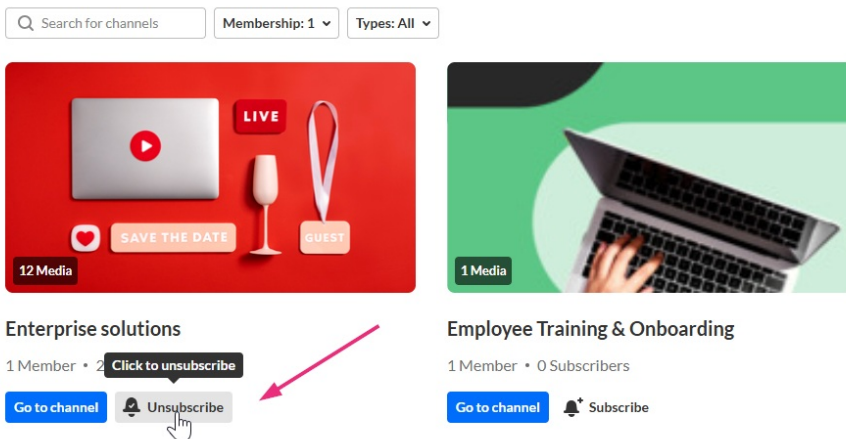 Search for channels
Membership: 1
Types: All
LIVE
SAVE THE DATE
GUEST
12 Media
1 Media
Enterprise solutions
Employee Training & Onboarding
1 Member • 2
Click to unsubscribe
1 Member • 0 Subscribers
Go to channel
Unsubscribe
Go to channel
Subscribe